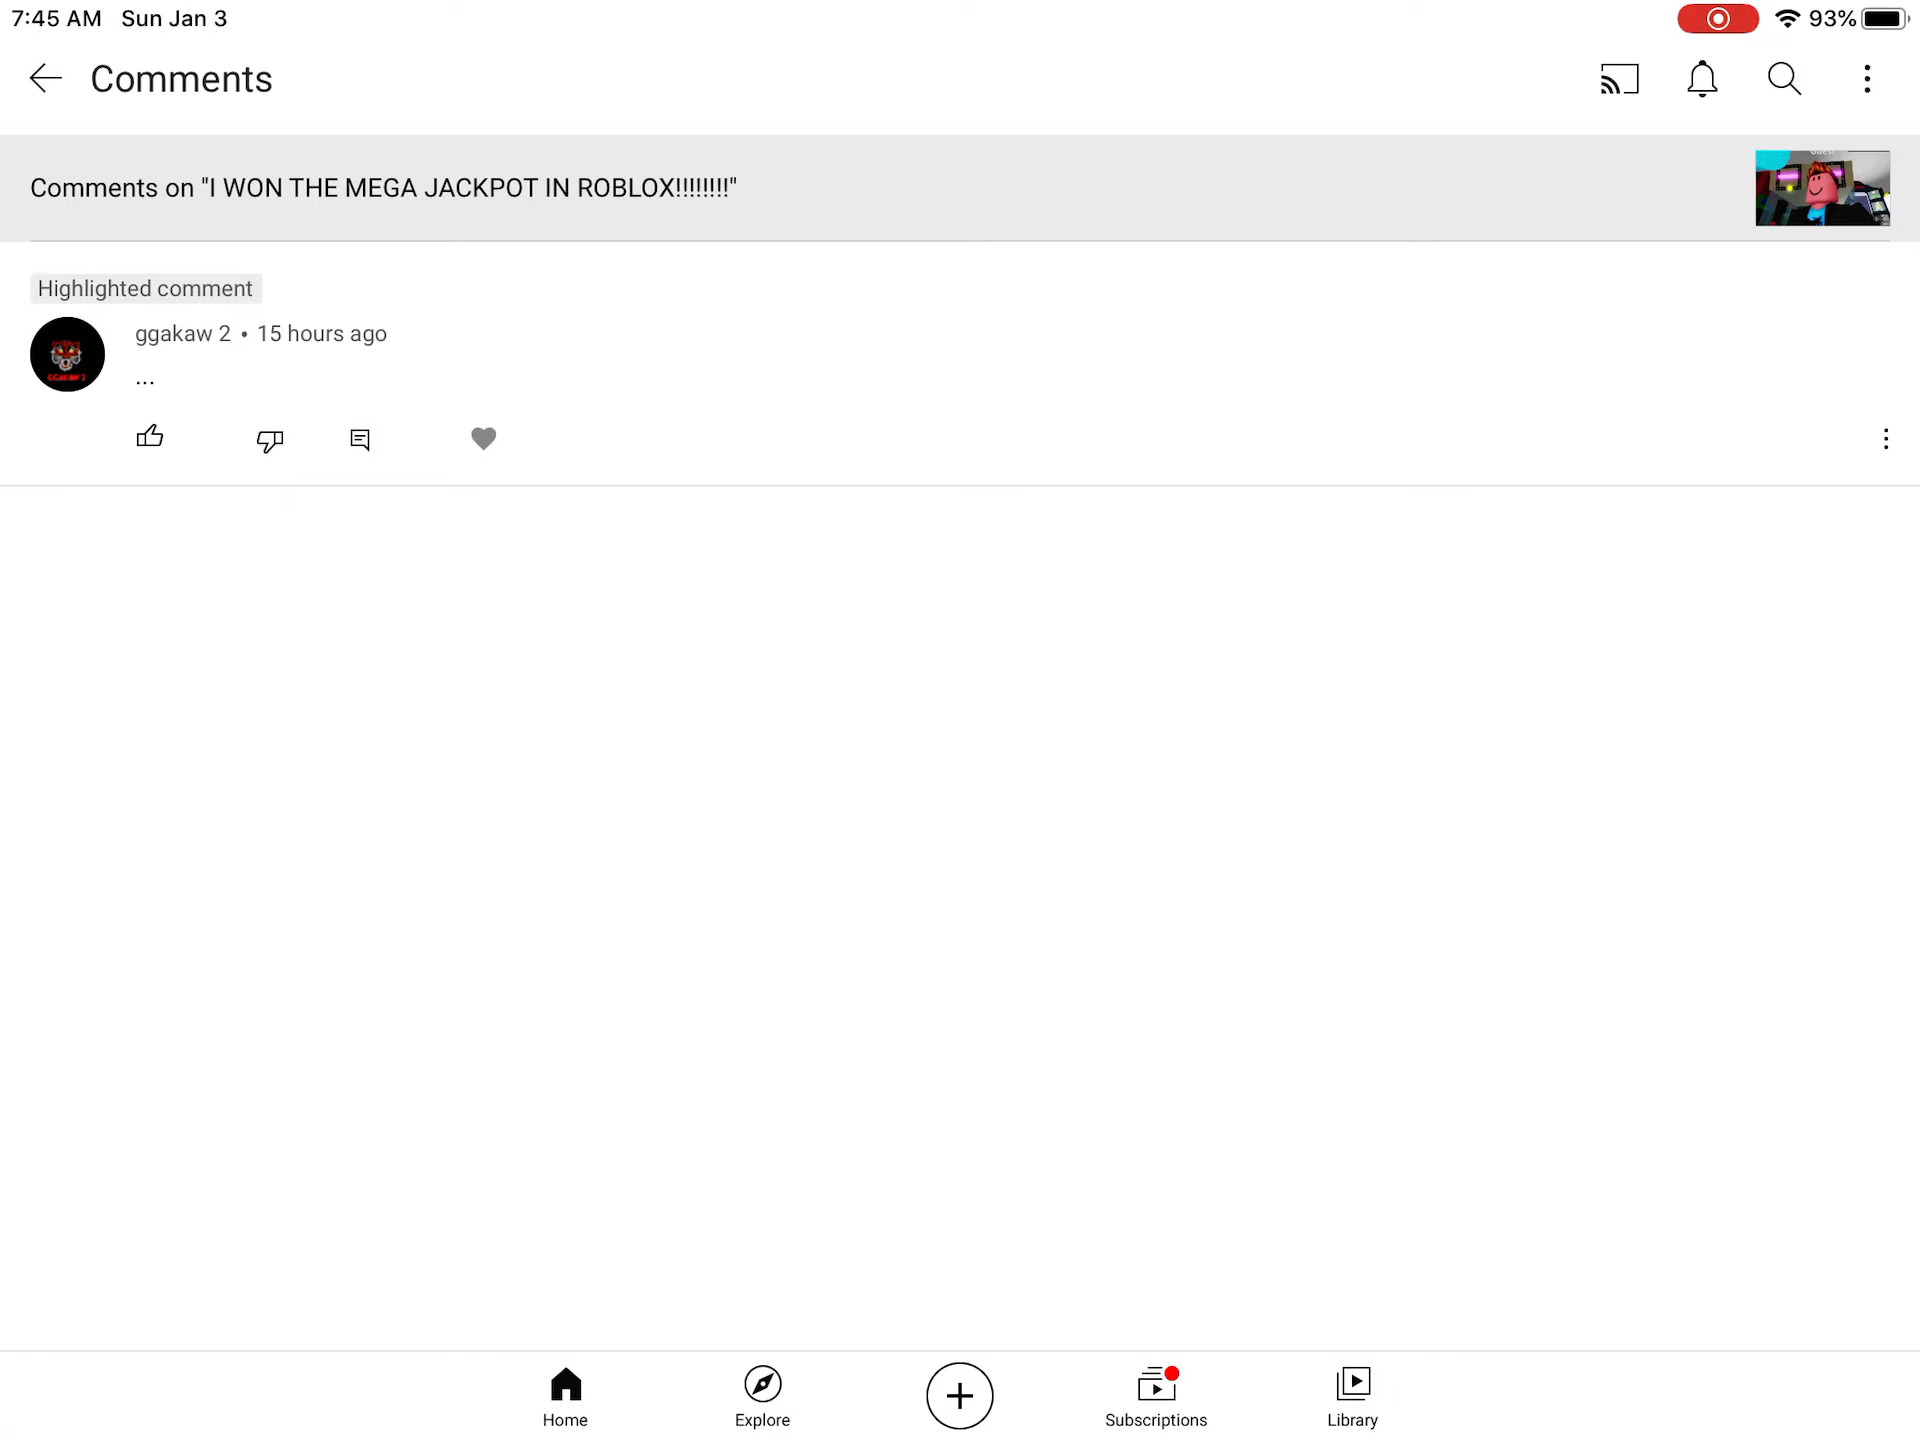 7:45 AM Sun Jan 3
93%
Comments
Comments on "I WON THE MEGA JACKPOT IN ROBLOX!!!!!!!!"
Highlighted comment
ggakaw 2 • 15 hours ago
...
Home
Explore
Subscriptions
Library